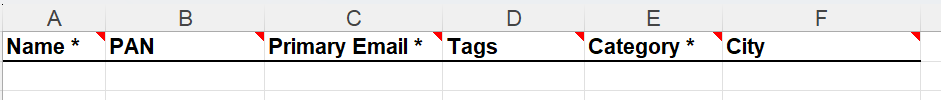 A B C D E F
Name * PAN Primary Email * Tags Category * City